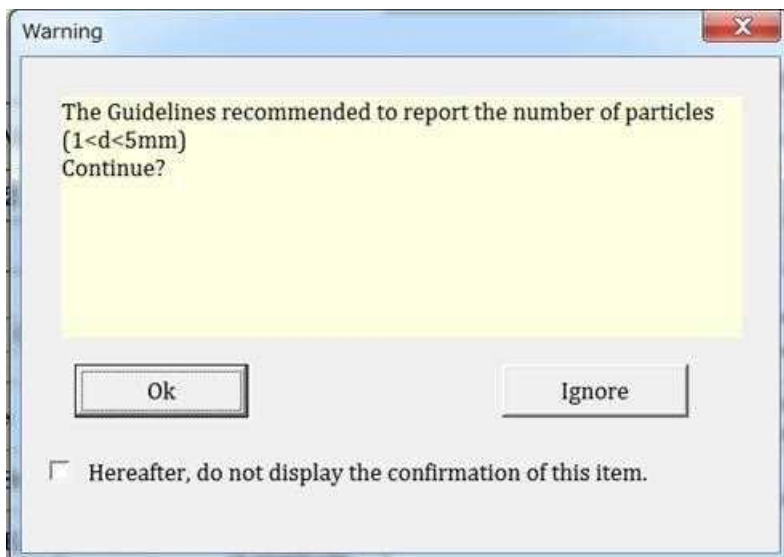 Warning
The Guidelines recommended to report the number of particles
(1<d<5mm)
Continue?
Ok
Ignore
Hereafter, do not display the confirmation of this item.